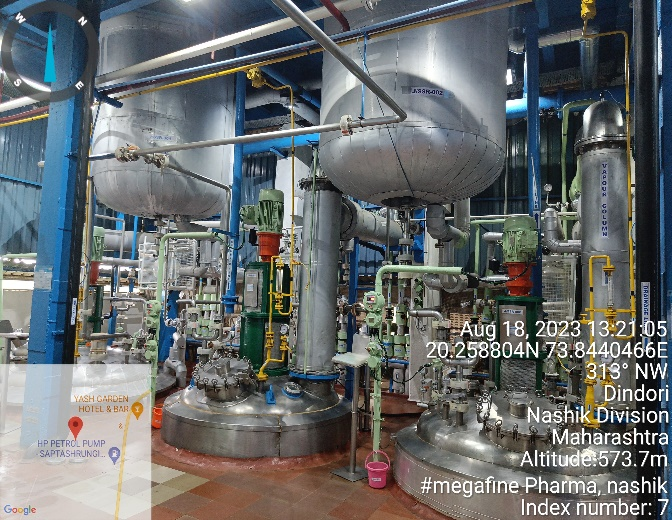 N
E
S
W
VAPOUR COLUMN
YASH GARDEN
HOTEL & BAR
&
HP PETROL PUMP
SAPTASHRUNGI...
Google
Aug 18, 2023 13:21:05
20.258804N 73.8440466E
313° NW
Dindori
Nashik Division
Maharashtra
Altitude:573.7m
#megafine Pharma, nashik
Index number: 7